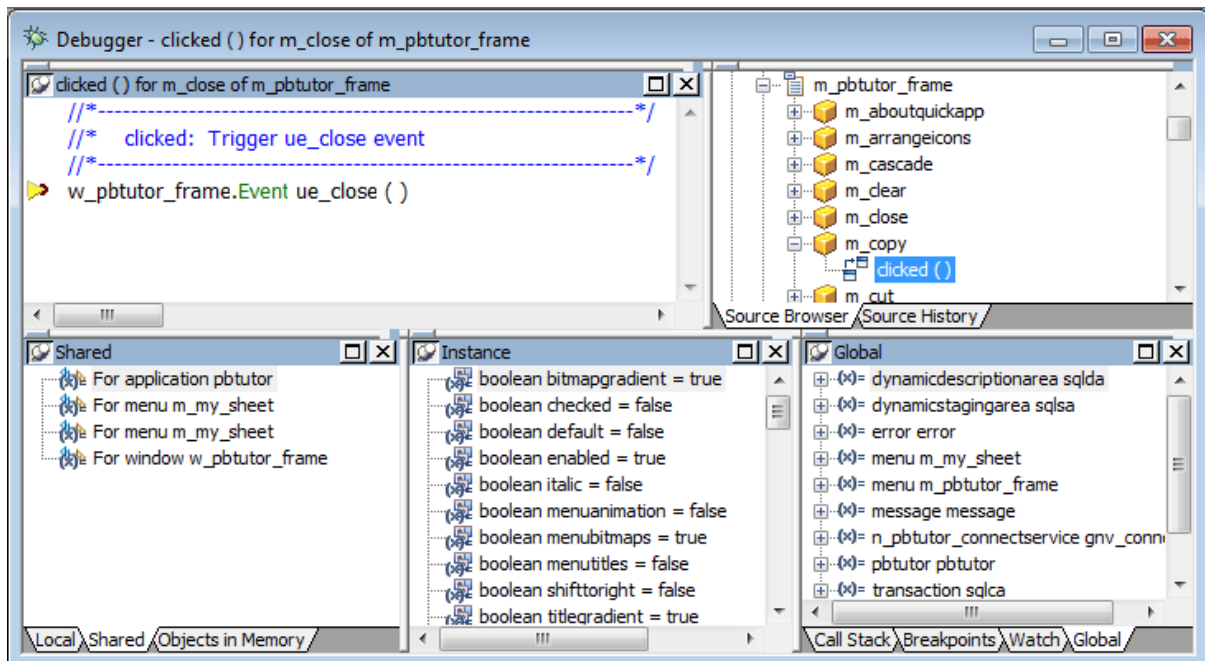 Debugger - clicked ( ) for m_close of m_pbtutor_frame
clicked ( ) for m_close of m_pbtutor_frame
//*-----------------------------------------------------------------*/
//*    clicked:  Trigger ue_close event
//*-----------------------------------------------------------------*/
w_pbtutor_frame.Event ue_close ( )
m_pbtutor_frame
m_aboutquickapp
m_arrangeicons
m_cascade
m_clear
m_close
m_copy
clicked ( )
m_cut
Source Browser Source History
Shared
For application pbtutor
For menu m_my_sheet
For menu m_my_sheet
For window w_pbtutor_frame
Local Shared Objects in Memory
Instance
boolean bitmapgradient = true
boolean checked = false
boolean default = false
boolean enabled = true
boolean italic = false
boolean menuanimation = false
boolean menubitmaps = true
boolean menutitles = false
boolean shifttoright = false
boolean titlegradient = true
Global
(x)= dynamicdescriptionarea sqlda
(x)= dynamicstagingarea sqlsa
(x)= error error
(x)= menu m_my_sheet
(x)= menu m_pbtutor_frame
(x)= message message
(x)= n_pbtutor_connectservice gnv_conn
(x)= pbtutor pbtutor
(x)= transaction sqlca
Call Stack Breakpoints Watch Global